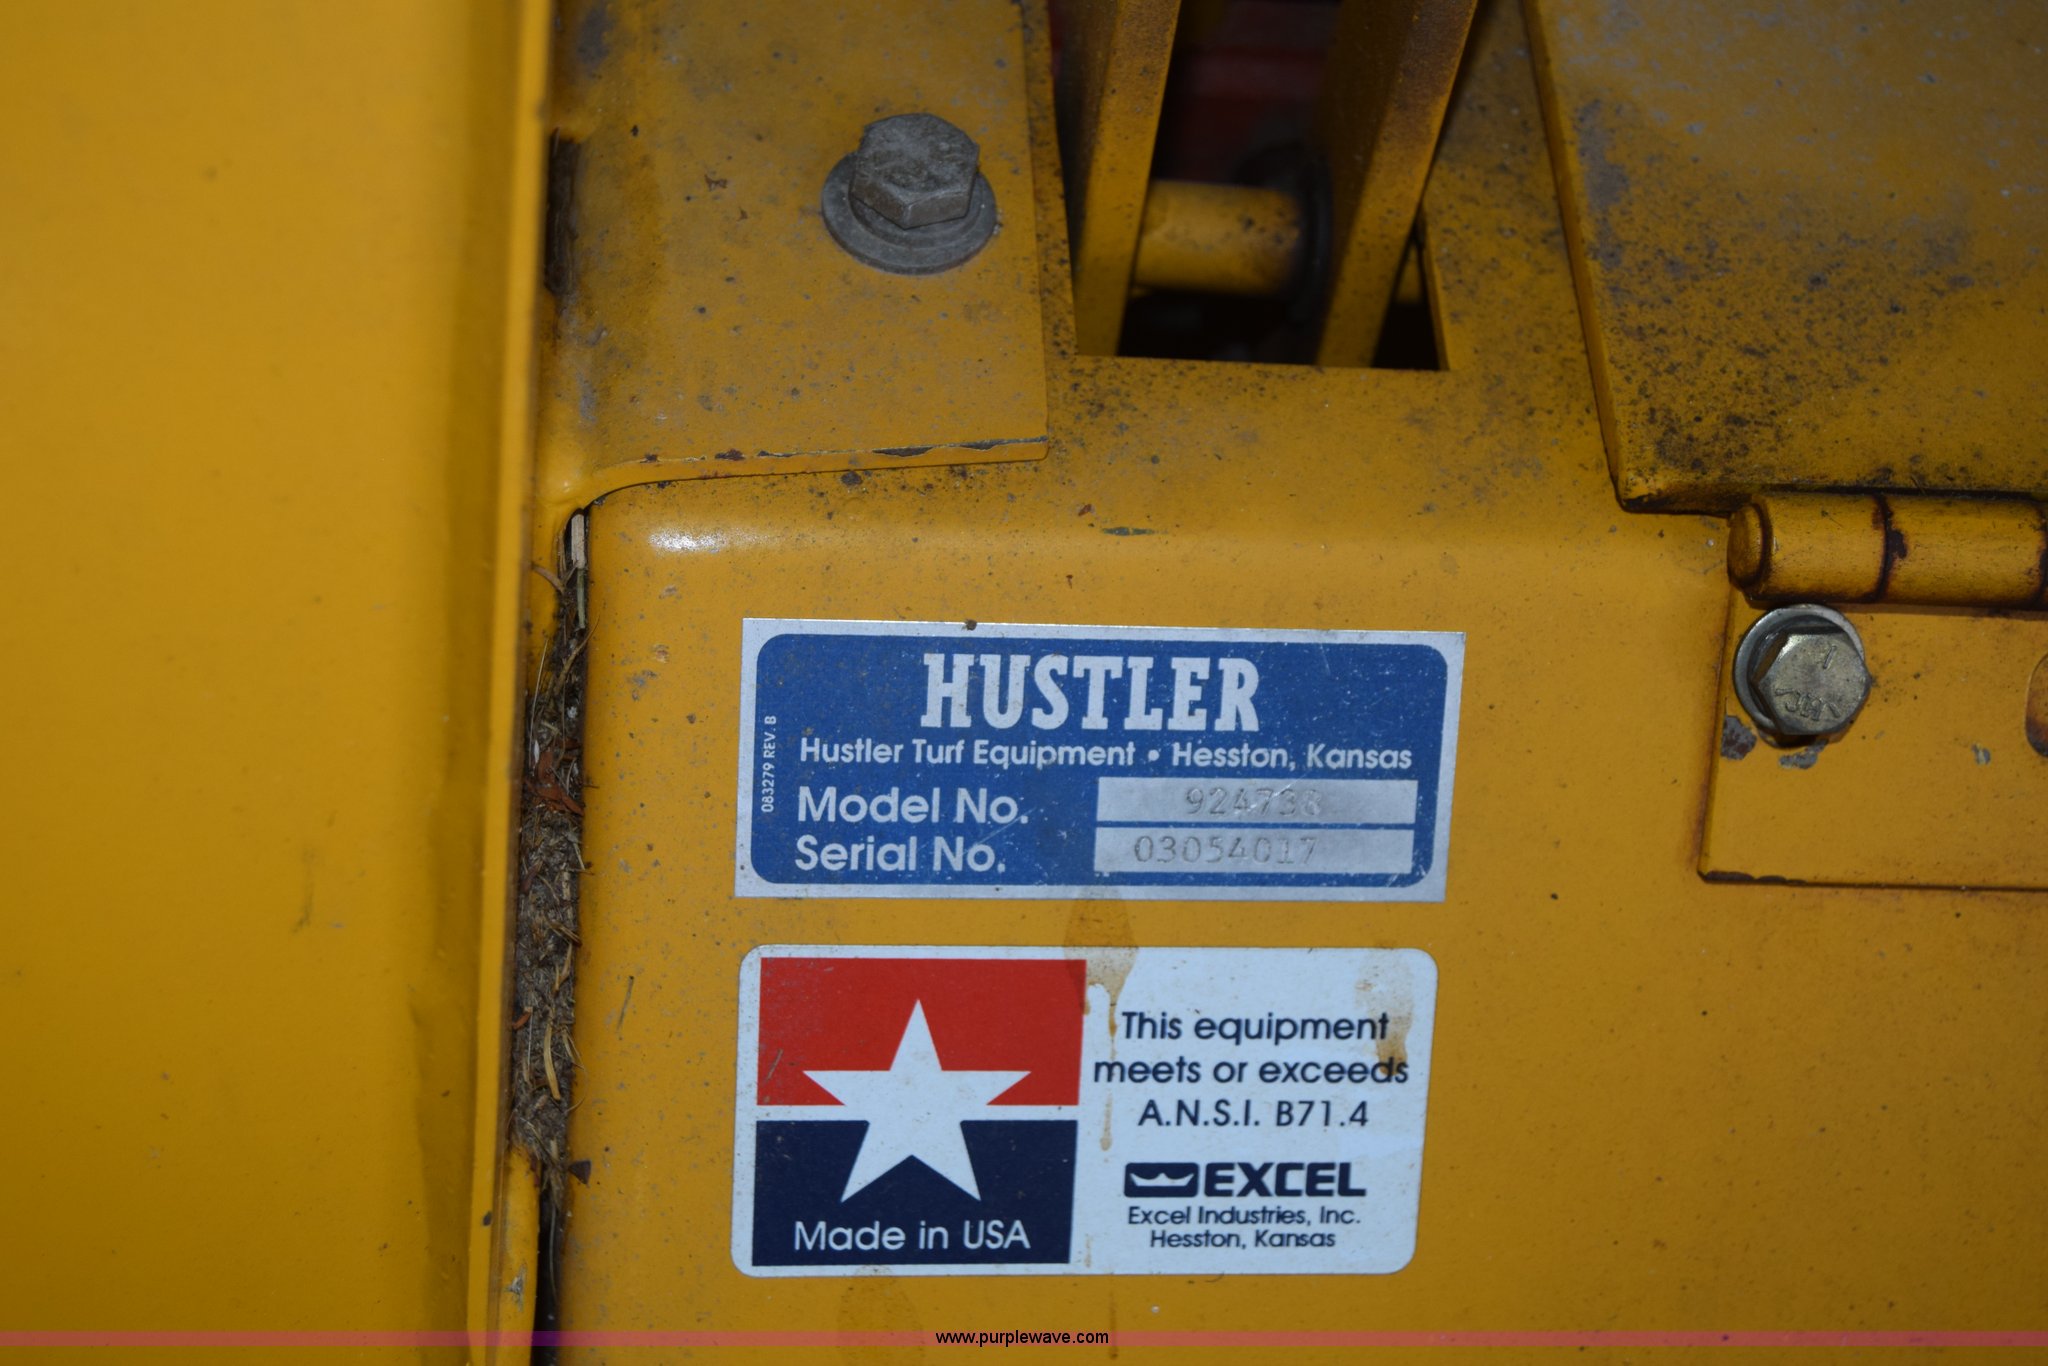 HUSTLER
Hustler Turf Equipment • Hesston, Kansas
083279 REV. B
Model No. 924738
Serial No. 03054017
This equipment
meets or exceeds
A.N.S.I. B71.4
EXCEL
Excel Industries, Inc.
Hesston, Kansas
Made in USA
www.purplewave.com